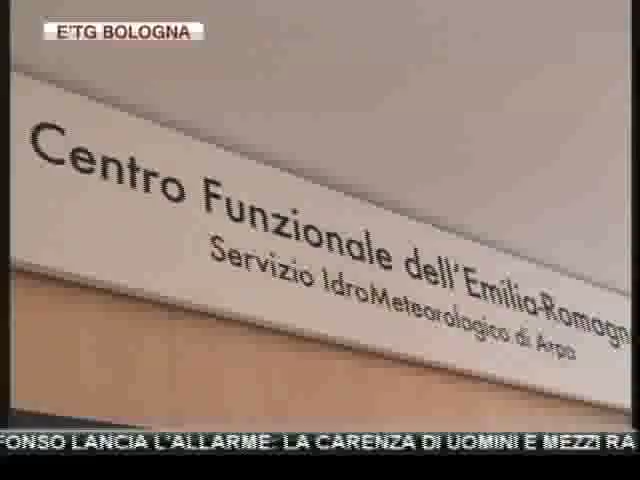 E'TG BOLOGNA
Centro Funzionale dell'Emilia-Romagn
Servizio IdroMeteorologico di Arpa
FONSO LANCIA L'ALLARME: LA CARENZA DI UOMINI E MEZZI RA